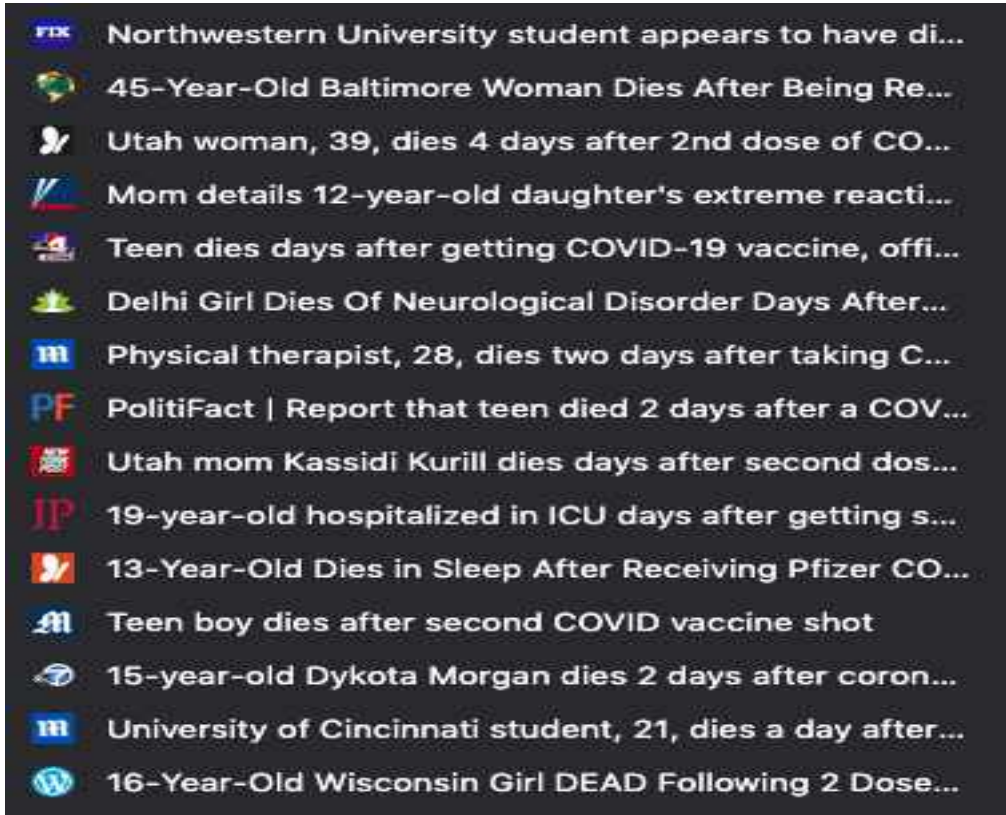 FIX Northwestern University student appears to have di...
45-Year-Old Baltimore Woman Dies After Being Re...
Utah woman, 39, dies 4 days after 2nd dose of CO...
Mom details 12-year-old daughter's extreme reacti...
Teen dies days after getting COVID-19 vaccine, offi...
Delhi Girl Dies Of Neurological Disorder Days After...
m Physical therapist, 28, dies two days after taking C...
PF PolitiFact | Report that teen died 2 days after a COV...
Utah mom Kassidi Kurill dies days after second dos...
JP 19-year-old hospitalized in ICU days after getting s...
13-Year-Old Dies in Sleep After Receiving Pfizer CO...
M Teen boy dies after second COVID vaccine shot
7 15-year-old Dykota Morgan dies 2 days after coron...
m University of Cincinnati student, 21, dies a day after...
W 16-Year-Old Wisconsin Girl DEAD Following 2 Dose...